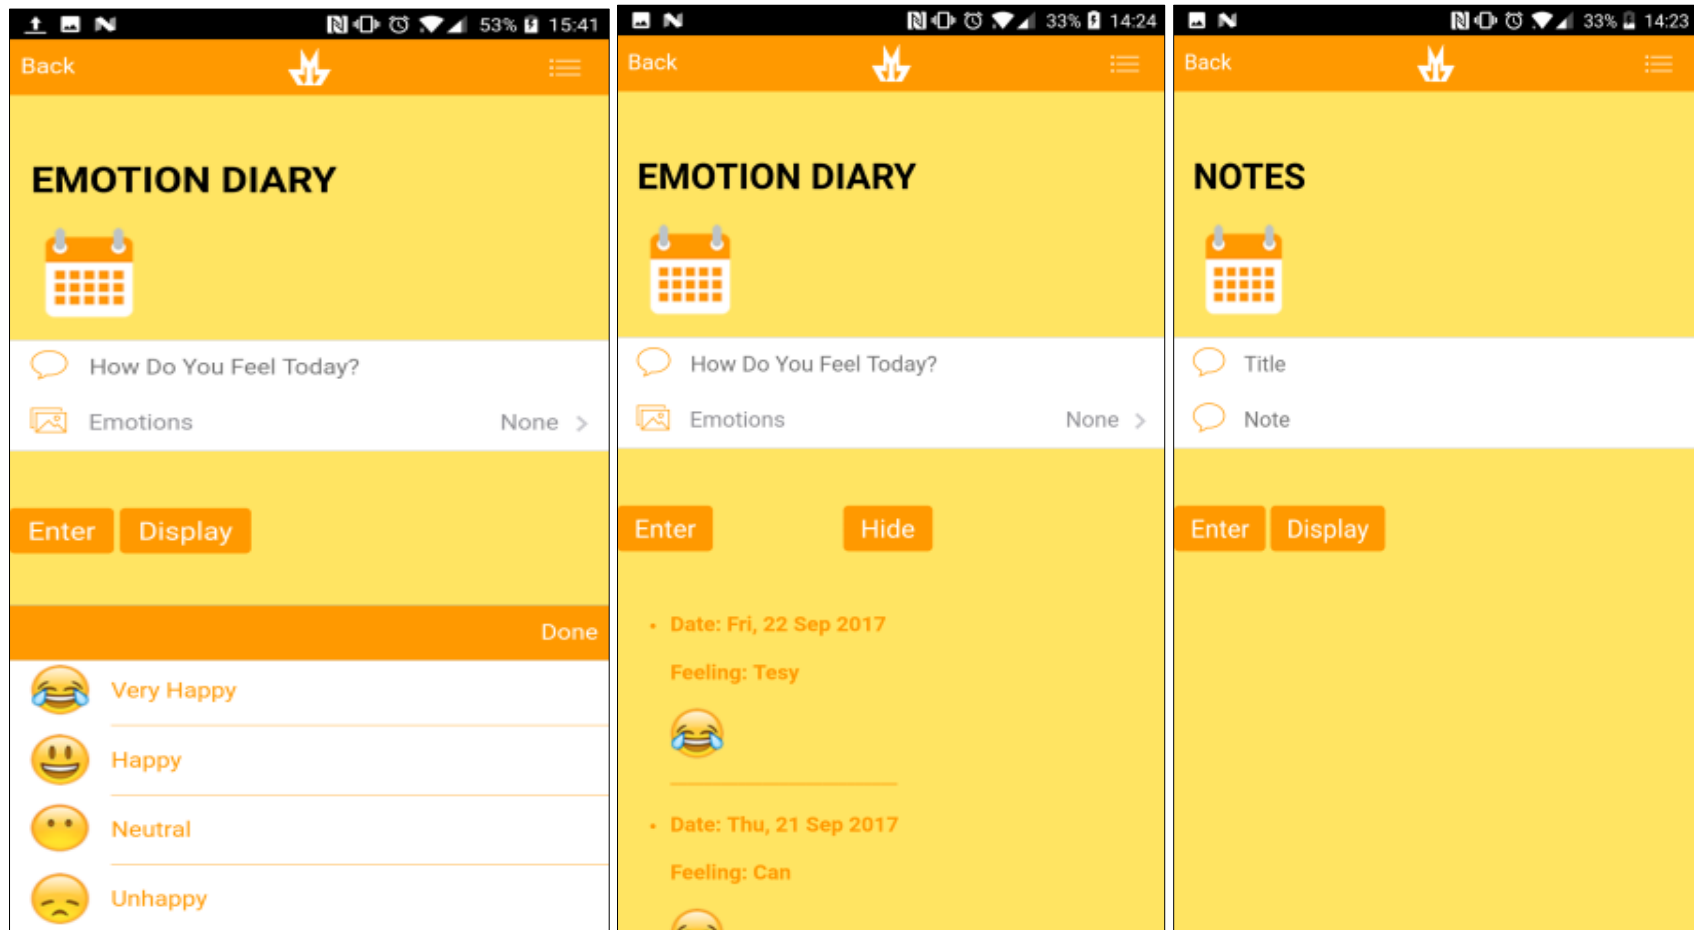 53% 15:41
Back
EMOTION DIARY
How Do You Feel Today?
Emotions None >
Enter Display
Done
Very Happy
Happy
Neutral
Unhappy
33% 14:24
Back
EMOTION DIARY
How Do You Feel Today?
Emotions None >
Enter Hide
• Date: Fri, 22 Sep 2017
Feeling: Tesy
• Date: Thu, 21 Sep 2017
Feeling: Can
33% 14:23
Back
NOTES
Title
Note
Enter Display